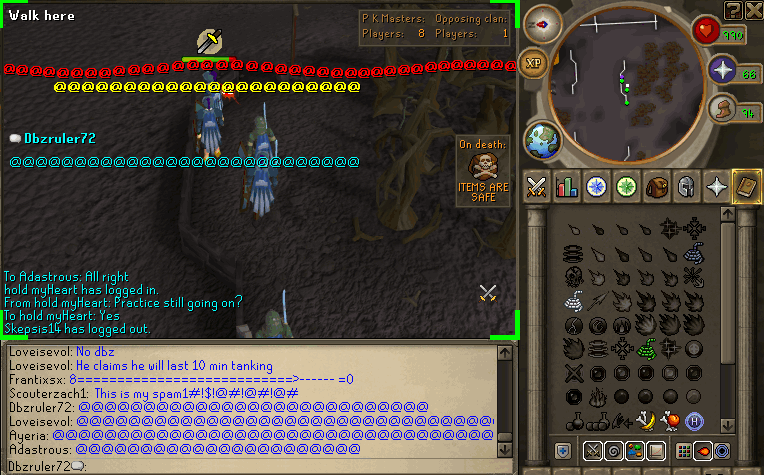 Walk here
P K Masters: Opposing clan:
Players: 8 Players: 1
@@@@@@@@@@@@@@@@@@@@@@@@@@@@@@@@@@@@@@@
@@@@@@@@@@@@@@@@@@@@@@@@@@
Dbzruler72
@@@@@@@@@@@@@@@@@@@@@@@@@@@@@
On death:
ITEMS ARE
SAFE
To Adastrous: All right
hold myHeart has logged in.
From hold myHeart: Practice still going on?
To hold myHeart: Yes
Skepsis14 has logged out.
Loveisevol: No dbz
Loveisevol: He claims he will last 10 min tanking
Frantixsx: 8===========================>------ =0
Scouterzach1: This is my spam1#!$!@#!@#!@#
Dbzruler72: @@@@@@@@@@@@@@@@@@@@@@@@@@@@@
Loveisevol: @@@@@@@@@@@@@@@@@@@@@@@@@@@@@@@@@@@
Ayeria: @@@@@@@@@@@@@@@@@@@@@@@@@@@@@@@@@@@@@
Adastrous: @@@@@@@@@@@@@@@@@@@@@@@@
Dbzruler72:
XP
990
66
94
H